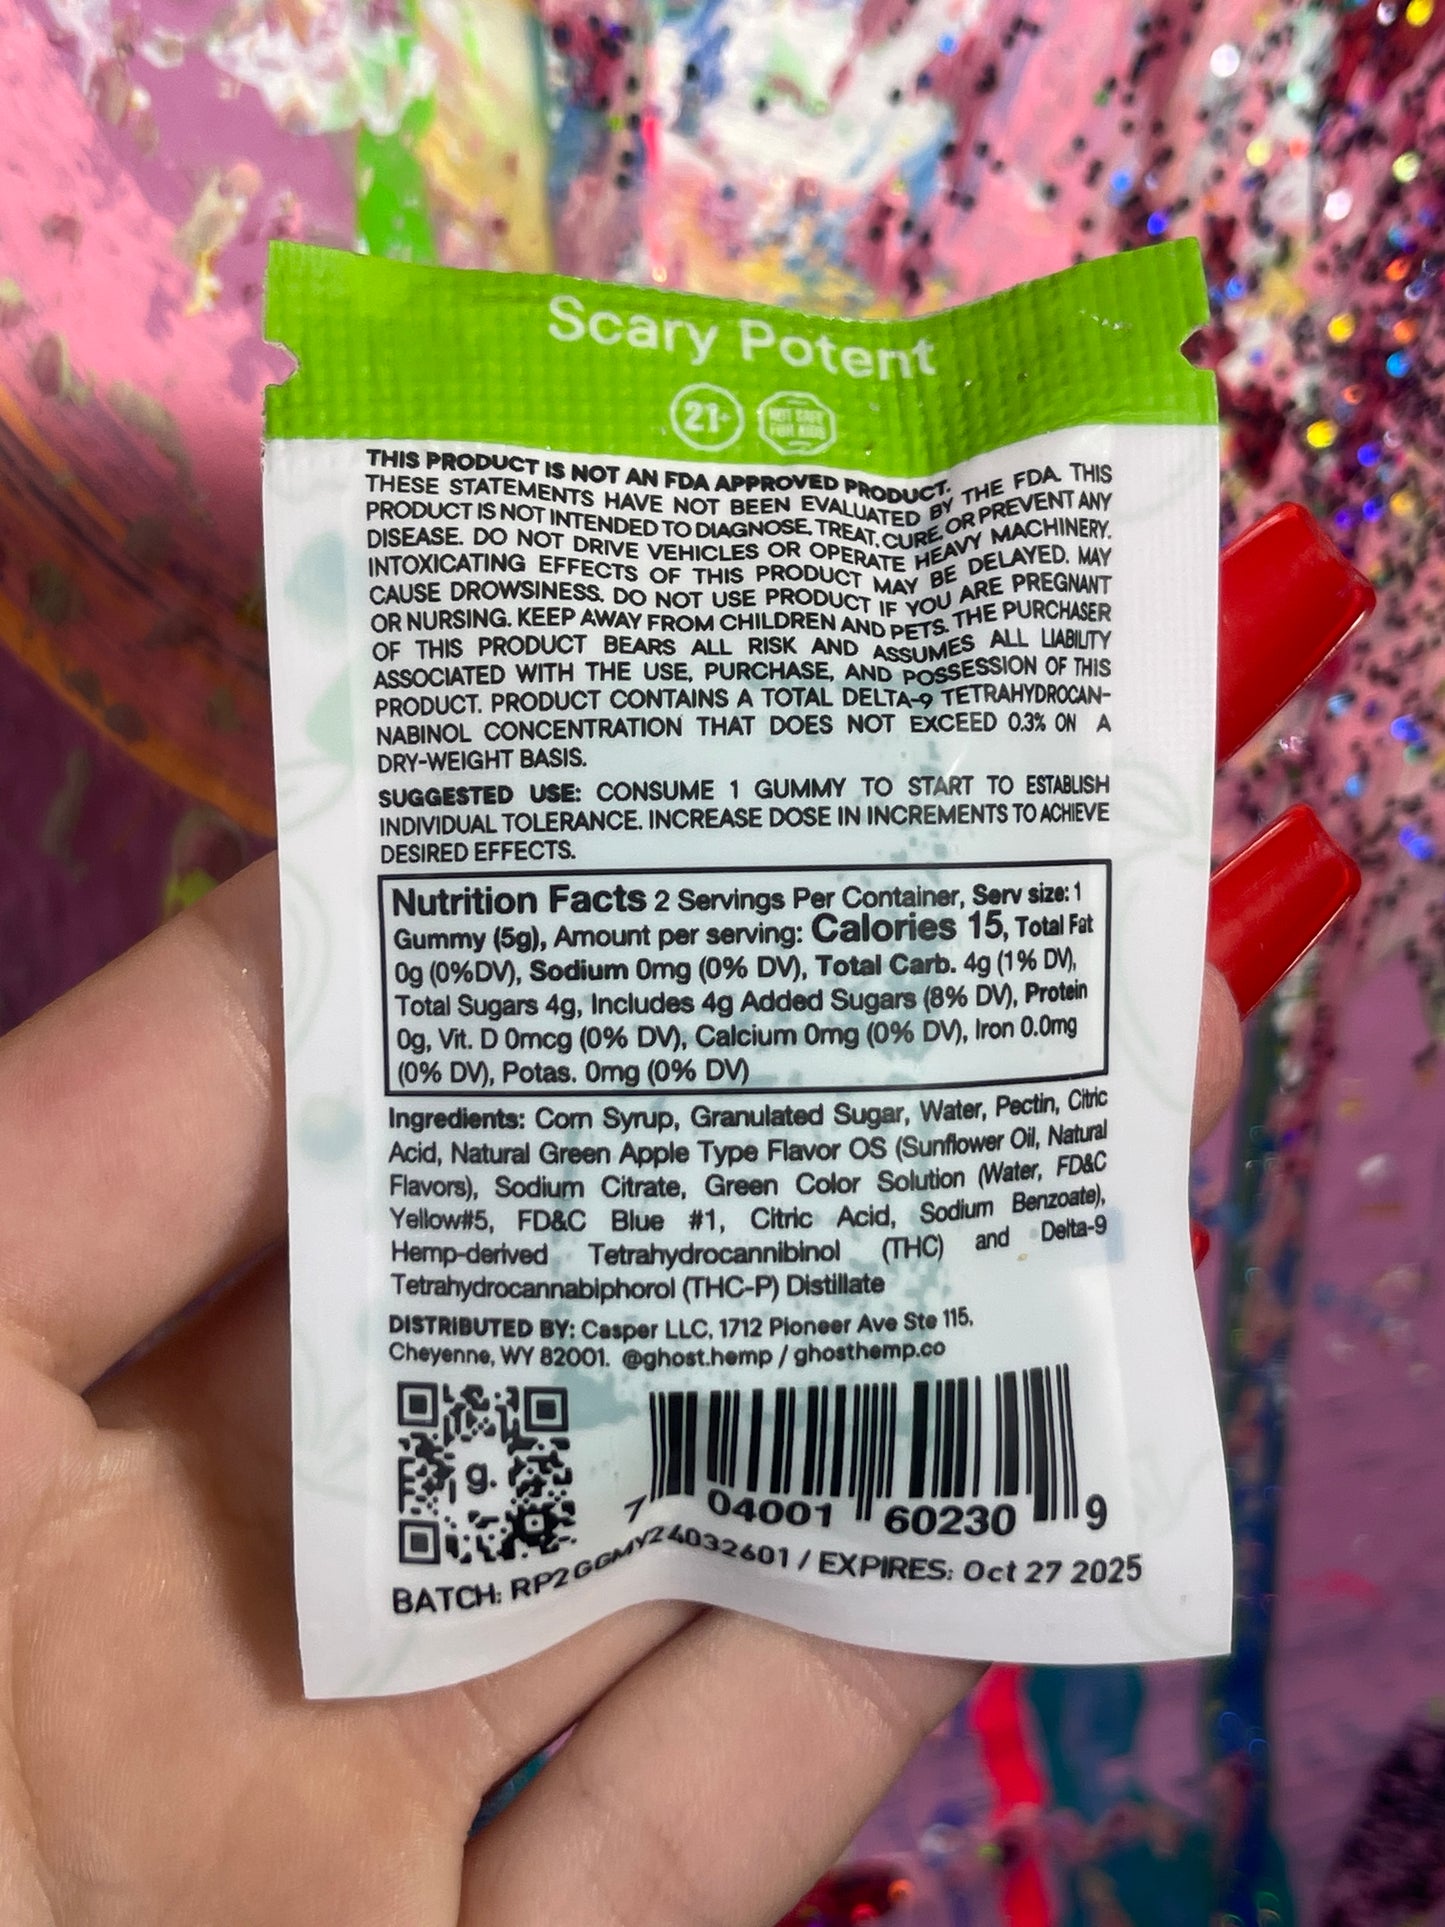 Scary Potent
21+ NOT SAFE
FOR KIDS
THIS PRODUCT IS NOT AN FDA APPROVED PRODUCT.
THESE STATEMENTS HAVE NOT BEEN EVALUATED BY THE FDA. THIS
PRODUCT IS NOT INTENDED TO DIAGNOSE, TREAT, CURE, OR PREVENT ANY
DISEASE. DO NOT DRIVE VEHICLES OR OPERATE HEAVY MACHINERY.
INTOXICATING EFFECTS OF THIS PRODUCT MAY BE DELAYED. MAY
CAUSE DROWSINESS. DO NOT USE PRODUCT IF YOU ARE PREGNANT
OR NURSING. KEEP AWAY FROM CHILDREN AND PETS. THE PURCHASER
OF THIS PRODUCT BEARS ALL RISK AND ASSUMES ALL LIABILITY
ASSOCIATED WITH THE USE, PURCHASE, AND POSSESSION OF THIS
PRODUCT. PRODUCT CONTAINS A TOTAL DELTA-9 TETRAHYDROCAN-
NABINOL CONCENTRATION THAT DOES NOT EXCEED 0.3% ON A
DRY-WEIGHT BASIS.
SUGGESTED USE: CONSUME 1 GUMMY TO START TO ESTABLISH
INDIVIDUAL TOLERANCE. INCREASE DOSE IN INCREMENTS TO ACHIEVE
DESIRED EFFECTS.
Nutrition Facts 2 Servings Per Container, Serv size: 1
Gummy (5g), Amount per serving: Calories 15, Total Fat
0g (0%DV), Sodium 0mg (0% DV), Total Carb. 4g (1% DV),
Total Sugars 4g, Includes 4g Added Sugars (8% DV), Protein
0g, Vit. D 0mcg (0% DV), Calcium 0mg (0% DV), Iron 0.0mg
(0% DV), Potas. 0mg (0% DV)
Ingredients: Corn Syrup, Granulated Sugar, Water, Pectin, Citric
Acid, Natural Green Apple Type Flavor OS (Sunflower Oil, Natural
Flavors), Sodium Citrate, Green Color Solution (Water, FD&C
Yellow#5, FD&C Blue #1, Citric Acid, Sodium Benzoate),
Hemp-derived Tetrahydrocannibinol (THC) and Delta-9
Tetrahydrocannabiphorol (THC-P) Distillate
DISTRIBUTED BY: Casper LLC, 1712 Pioneer Ave Ste 115,
Cheyenne, WY 82001. @ghost.hemp / ghosthemp.co
g.
7 04001 60230 9
BATCH: RP2GGMY24032601 / EXPIRES: Oct 27 2025